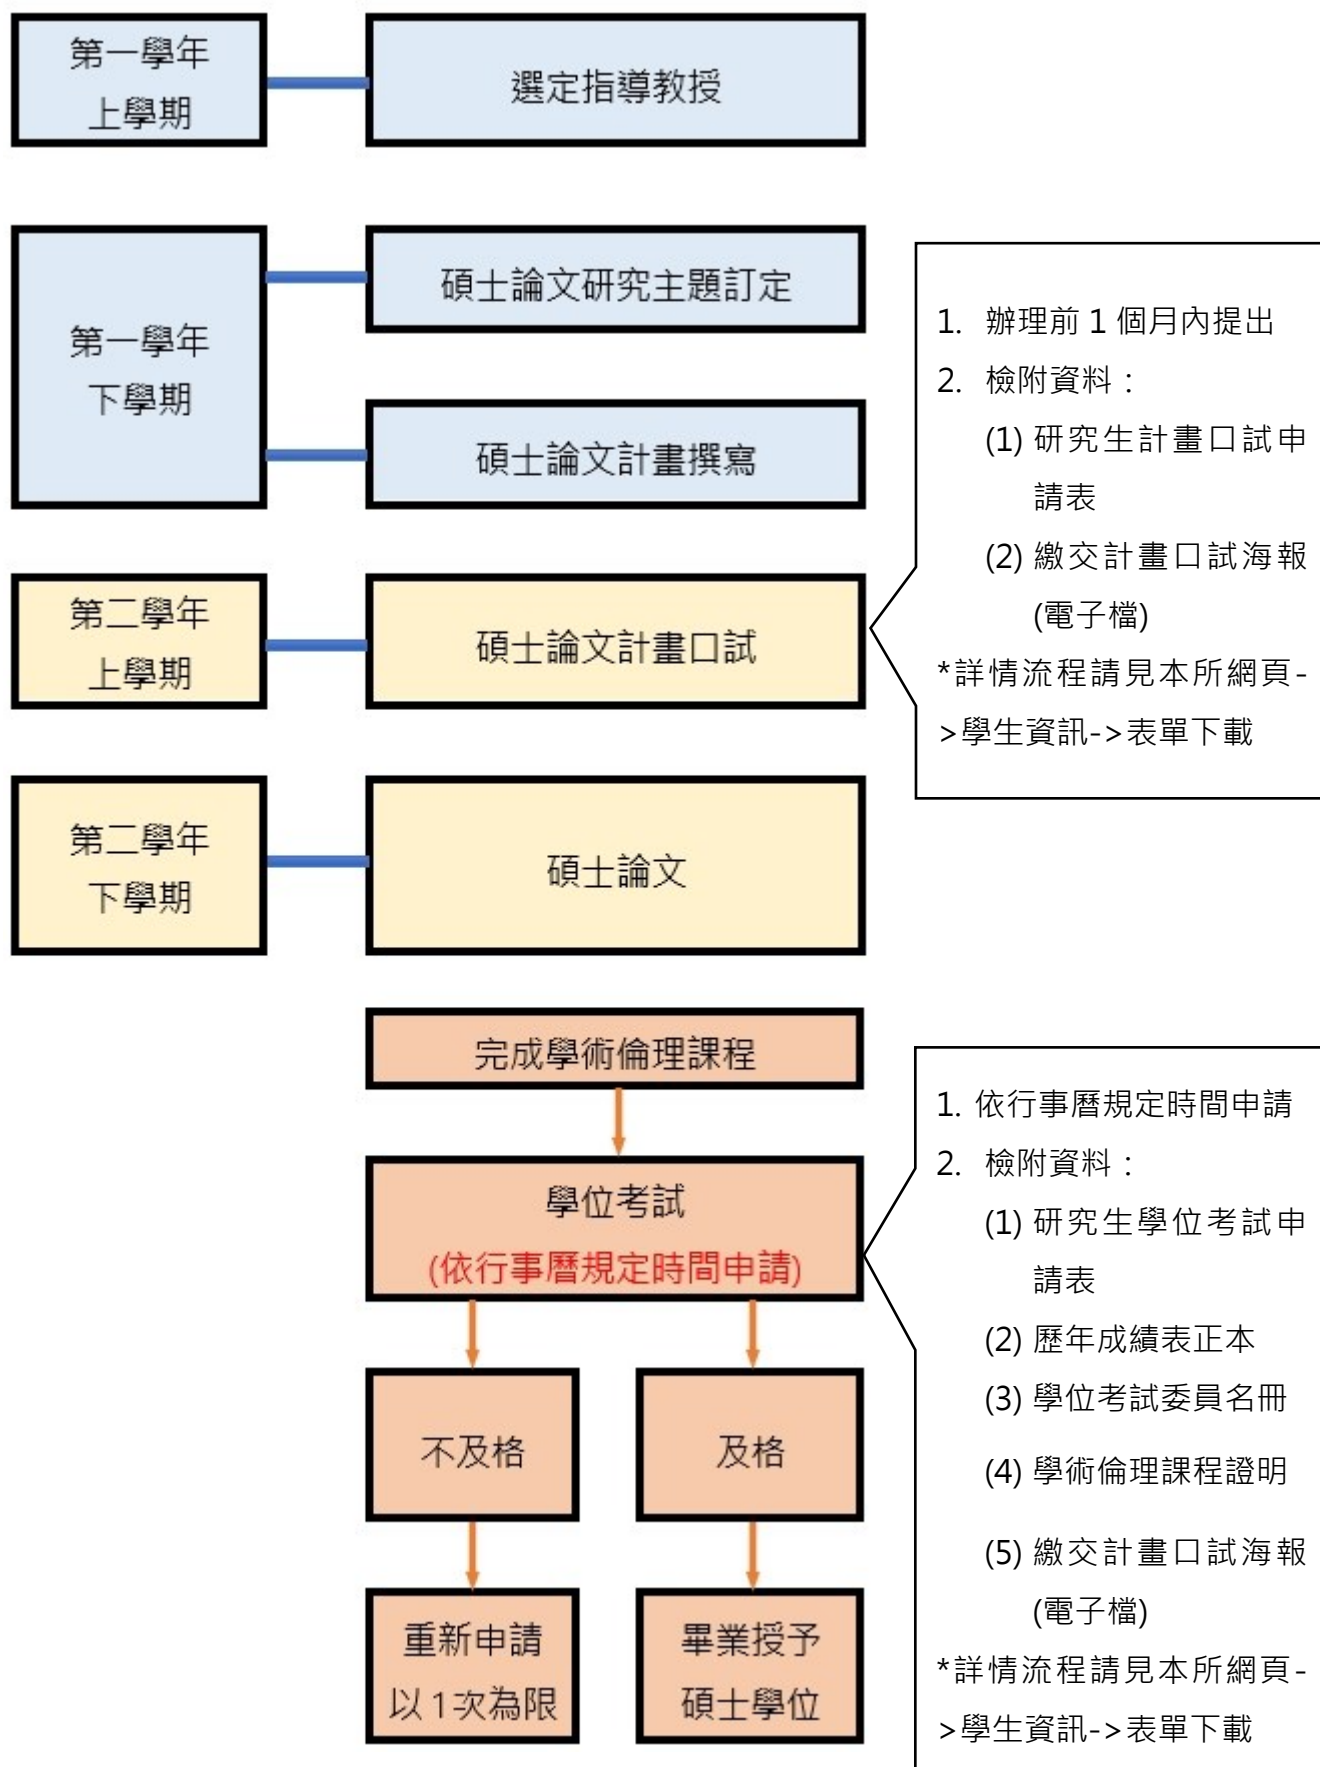 第一學年
上學期
選定指導教授
第一學年
下學期
碩士論文研究主題訂定
碩士論文計畫撰寫
第二學年
上學期
碩士論文計畫口試
1. 辦理前 1 個月內提出
2. 檢附資料：
(1) 研究生計畫口試申
請表
(2) 繳交計畫口試海報
(電子檔)
*詳情流程請見本所網頁-
>學生資訊->表單下載
第二學年
下學期
碩士論文
完成學術倫理課程
學位考試
(依行事曆規定時間申請)
不及格
及格
重新申請
以 1 次為限
畢業授予
碩士學位
1. 依行事曆規定時間申請
2. 檢附資料：
(1) 研究生學位考試申
請表
(2) 歷年成績表正本
(3) 學位考試委員名冊
(4) 學術倫理課程證明
(5) 繳交計畫口試海報
(電子檔)
*詳情流程請見本所網頁-
>學生資訊->表單下載